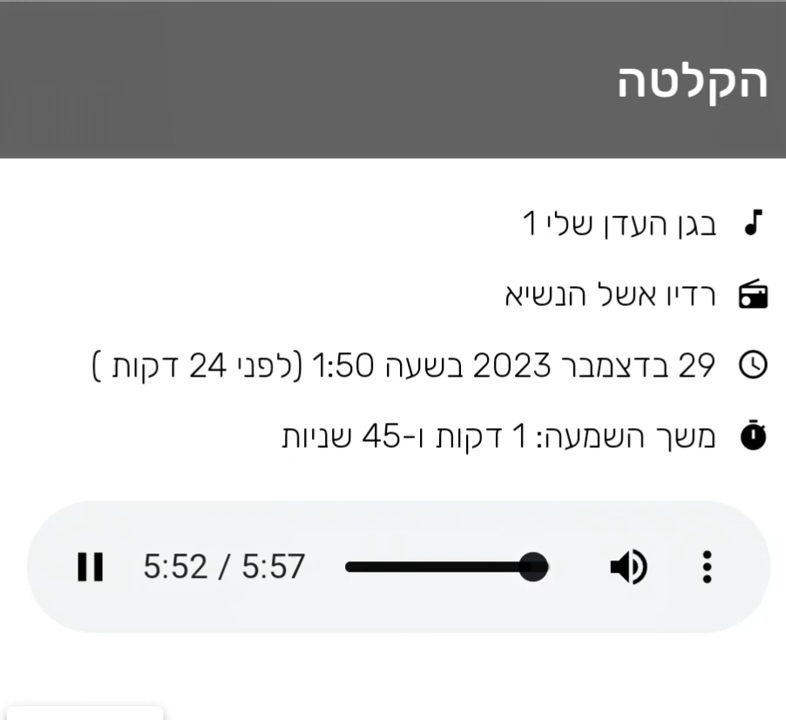 הקלטה
בגן העדן שלי 1
רדיו אשל הנשיא
29 בדצמבר 2023 בשעה 1:50 (לפני 24 דקות )
משך השמעה: 1 דקות ו-45 שניות
5:52 / 5:57